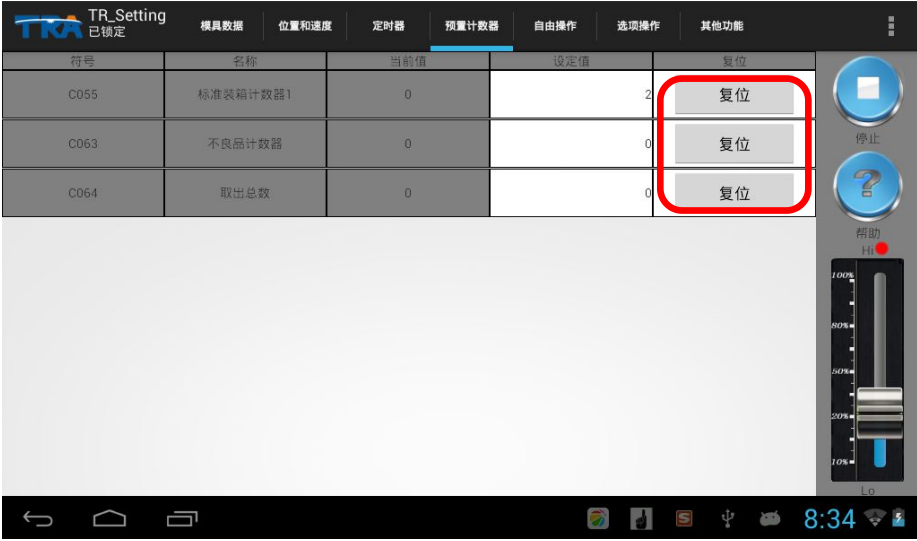 TRA TR_Setting
已锁定
模具数据 位置和速度 定时器 预置计数器 自由操作 选项操作 其他功能
符号 名称 当前值 设定值 复位
C055 标准装箱计数器1 0 2 复位
C063 不良品计数器 0 0 复位
C064 取出总数 0 0 复位
停止
帮助
Hi
100%
80%
50%
20%
10%
Lo
8:34